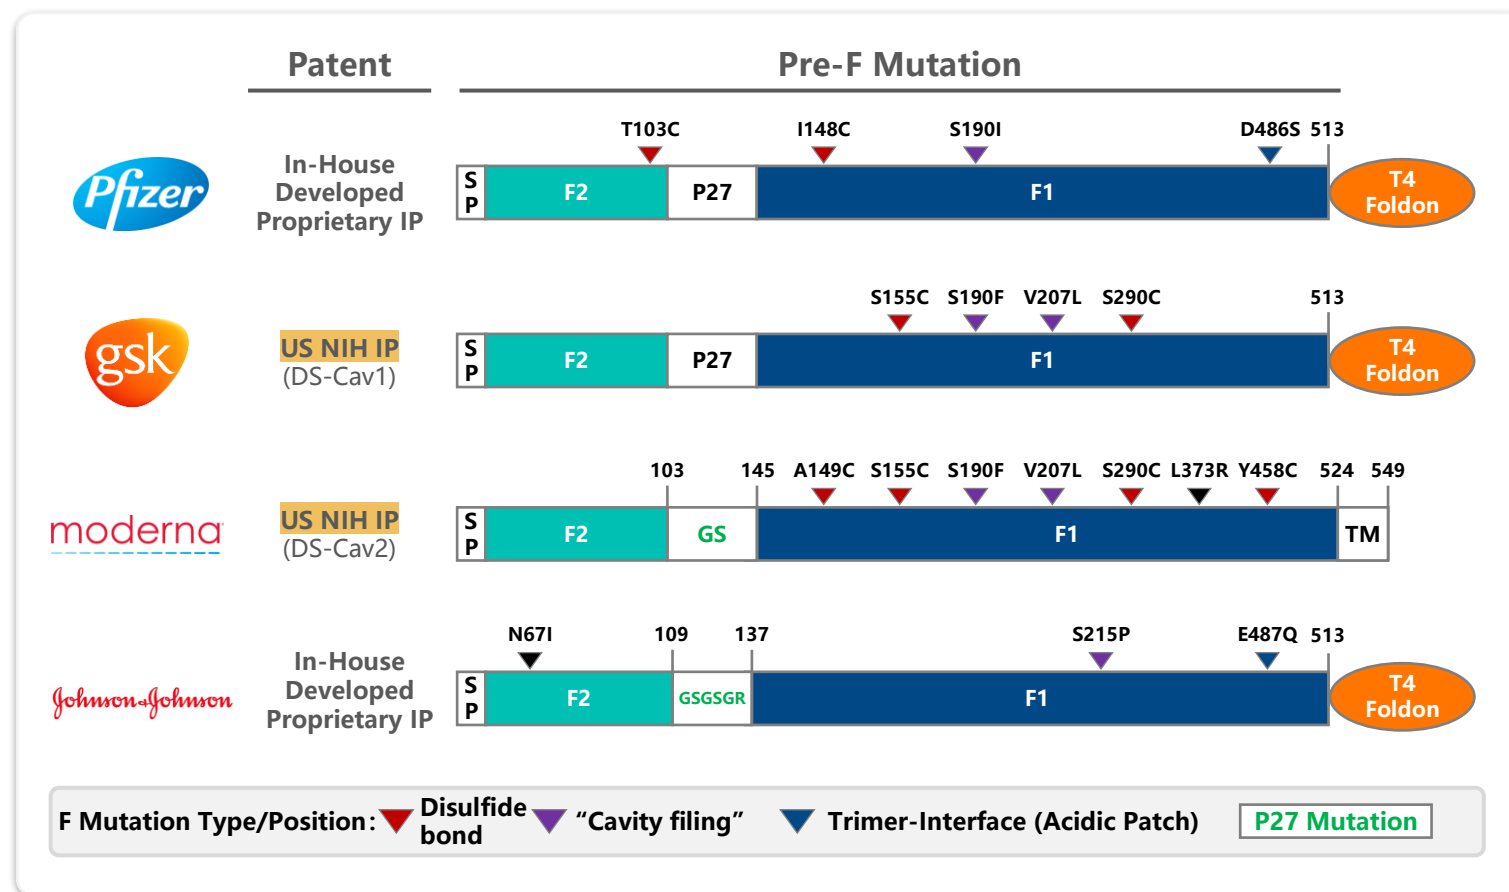 Patent
Pre-F Mutation
T103C
I148C
S190I
D486S
513
Pfizer
In-House
Developed
Proprietary IP
S
P
F2
P27
F1
T4
Foldon
S155C
S190F
V207L
S290C
513
gsk
US NIH IP
(DS-Cav1)
S
P
F2
P27
F1
T4
Foldon
103
145
A149C
S155C
S190F
V207L
S290C
L373R
Y458C
524
549
moderna
US NIH IP
(DS-Cav2)
S
P
F2
GS
F1
TM
N67I
109
137
S215P
E487Q
513
Johnson&Johnson
In-House
Developed
Proprietary IP
S
P
F2
GSGSGR
F1
T4
Foldon
F Mutation Type/Position:
Disulfide
bond
“Cavity filing”
Trimer-Interface (Acidic Patch)
P27 Mutation